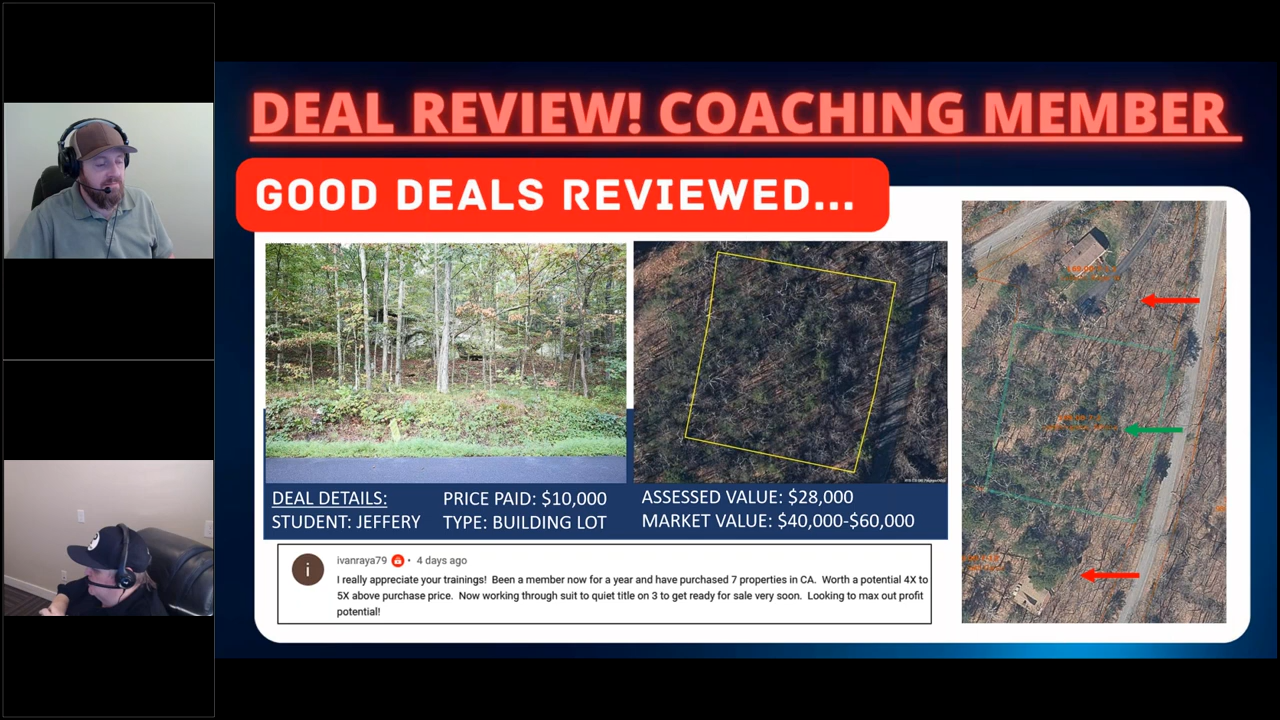 DEAL REVIEW! COACHING MEMBER
GOOD DEALS REVIEWED...
DEAL DETAILS:
STUDENT: JEFFERY
PRICE PAID: $10,000
TYPE: BUILDING LOT
ASSESSED VALUE: $28,000
MARKET VALUE: $40,000-$60,000
i
ivanraya79 • 4 days ago
I really appreciate your trainings! Been a member now for a year and have purchased 7 properties in CA. Worth a potential 4X to
5X above purchase price. Now working through suit to quiet title on 3 to get ready for sale very soon. Looking to max out profit
potential!